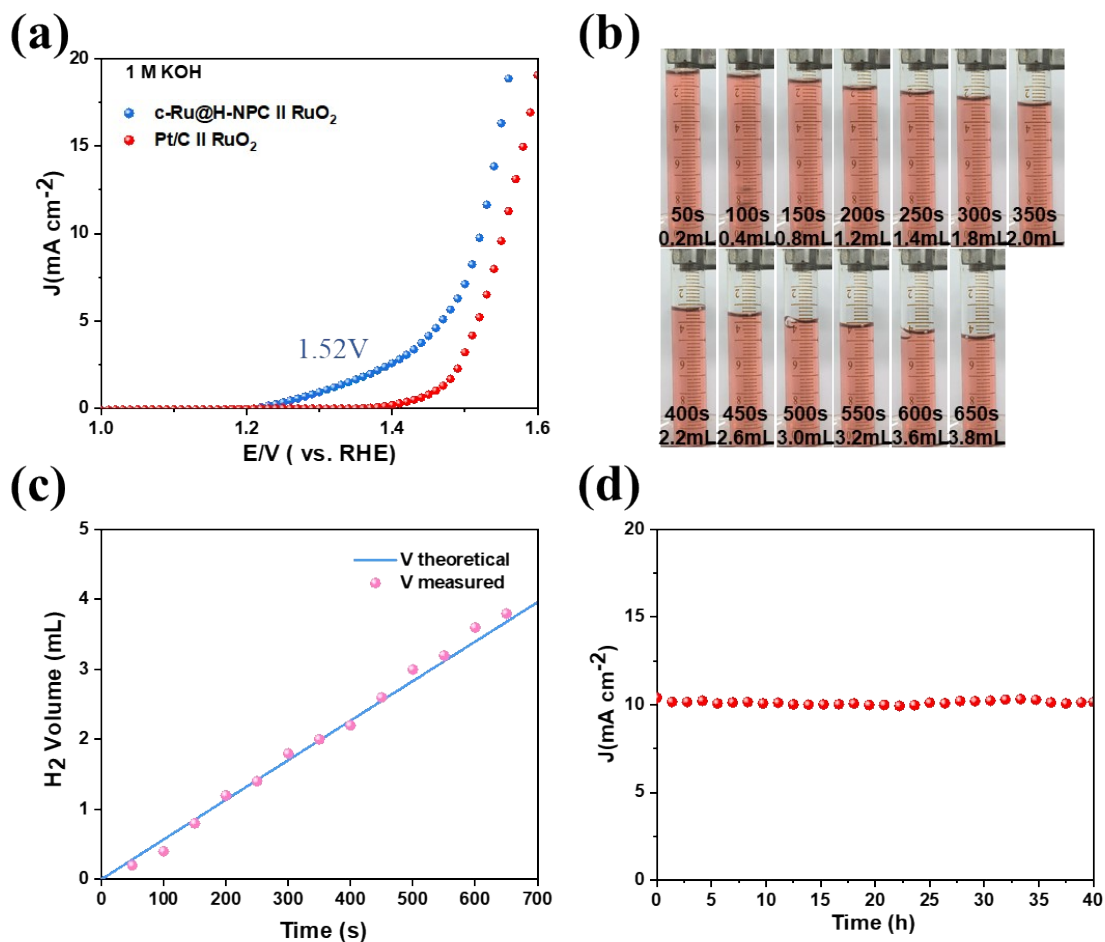 (a)
20
15
10
5
0
1.0
1.2
1.4
1.6
J(mA cm-2)
E/V ( vs. RHE)
1 M KOH
c-Ru@H-NPC II RuO2
Pt/C II RuO2
1.52V
(b)
50s 100s 150s 200s 250s 300s 350s
0.2mL 0.4mL 0.8mL 1.2mL 1.4mL 1.8mL 2.0mL
400s 450s 500s 550s 600s 650s
2.2mL 2.6mL 3.0mL 3.2mL 3.6mL 3.8mL
(c)
5
4
3
2
1
0
0 100 200 300 400 500 600 700
H2 Volume (mL)
Time (s)
V theoretical
V measured
(d)
20
15
10
5
0
0 5 10 15 20 25 30 35 40
J(mA cm-2)
Time (h)